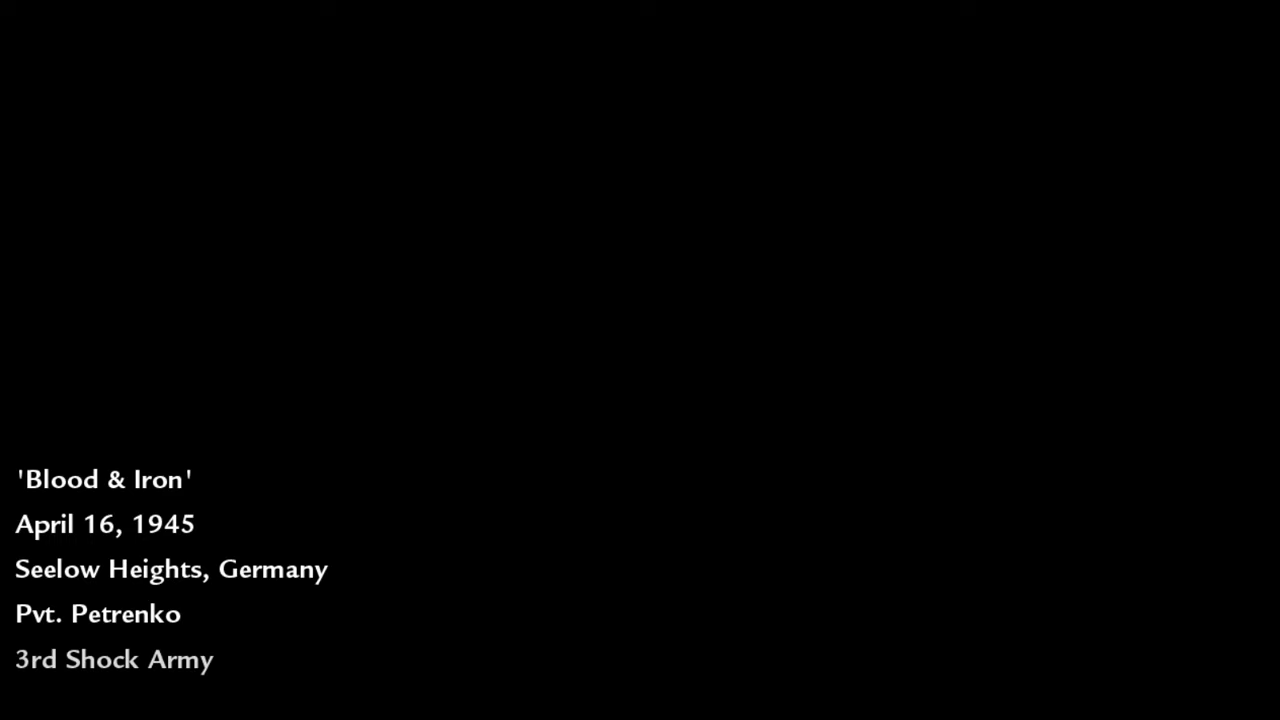 'Blood & Iron'
April 16, 1945
Seelow Heights, Germany
Pvt. Petrenko
3rd Shock Army